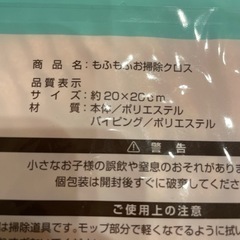 商 品 名：もふもふお掃除クロス
品質表示
サ イ ズ：約20×20cm
材 質：本体／ポリエステル
パイピング／ポリエステル
⚠ 警 告
小さなお子様の誤飲や窒息のおそれがあります
個包装は開封後すぐに破棄してくださ
ご使用上の注意
は掃除道具です。モップ部分で軽くなでるように拭い